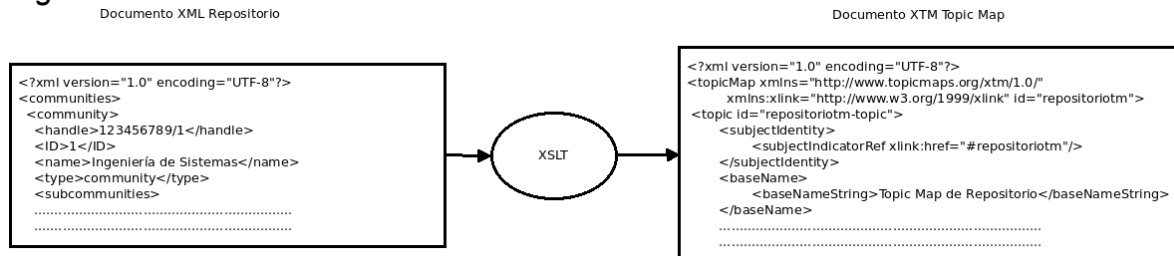 Documento XML Repositorio
<?xml version="1.0" encoding="UTF-8"?>
<communities>
<community>
<handle>123456789/1</handle>
<ID>1</ID>
<name>Ingeniería de Sistemas</name>
<type>community</type>
<subcommunities>
................................................................
................................................................
XSLT
Documento XTM Topic Map
<?xml version="1.0" encoding="UTF-8"?>
<topicMap xmlns="http://www.topicmaps.org/xtm/1.0/"
xmlns:xlink="http://www.w3.org/1999/xlink" id="repositoriotm">
<topic id="repositoriotm-topic">
<subjectIdentity>
<subjectIndicatorRef xlink:href="#repositoriotm"/>
</subjectIdentity>
<baseName>
<baseNameString>Topic Map de Repositorio</baseNameString>
</baseName>
................................................................................
................................................................................